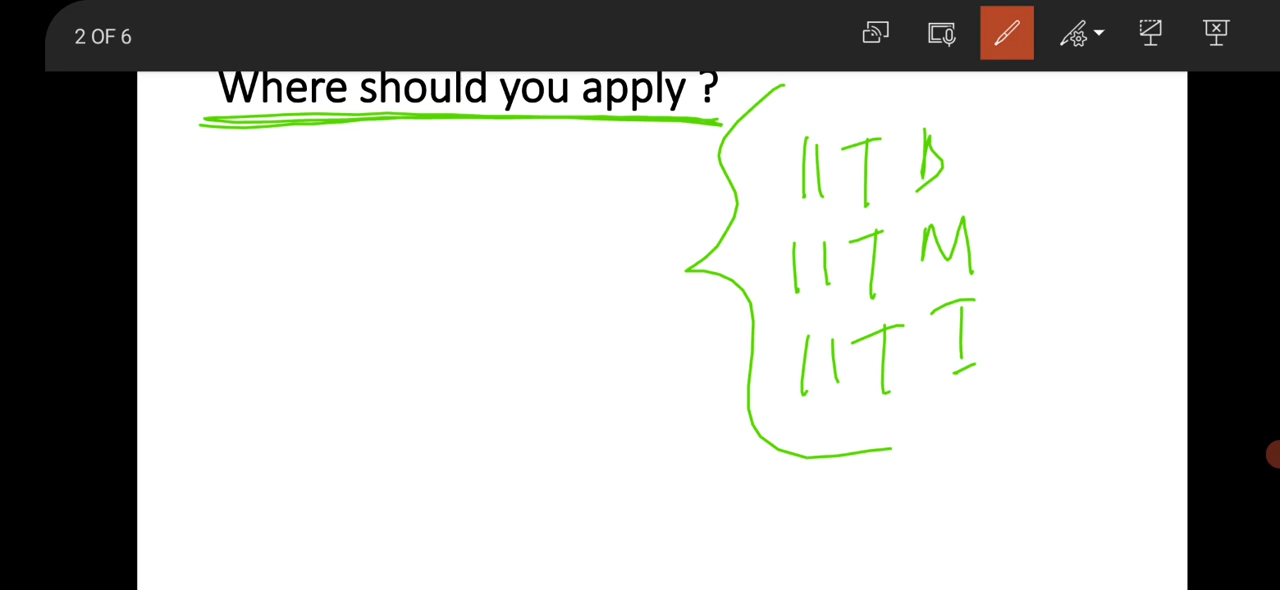 2 OF 6
Where should you apply ?
IIT B
IIT M
IIT I